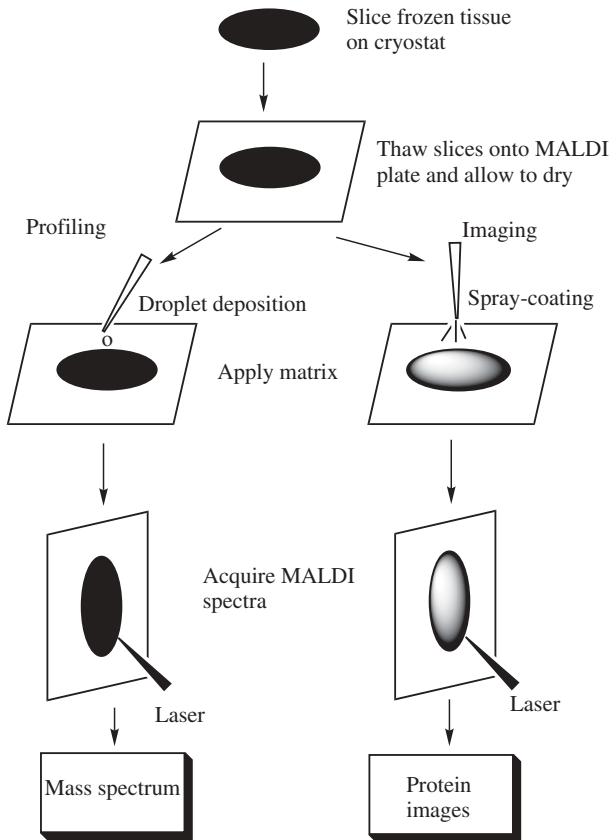 Slice frozen tissue
on cryostat
Thaw slices onto MALDI
plate and allow to dry
Profiling
Imaging
Droplet deposition
Spray-coating
Apply matrix
Acquire MALDI
spectra
Laser
Laser
Mass spectrum
Protein
images